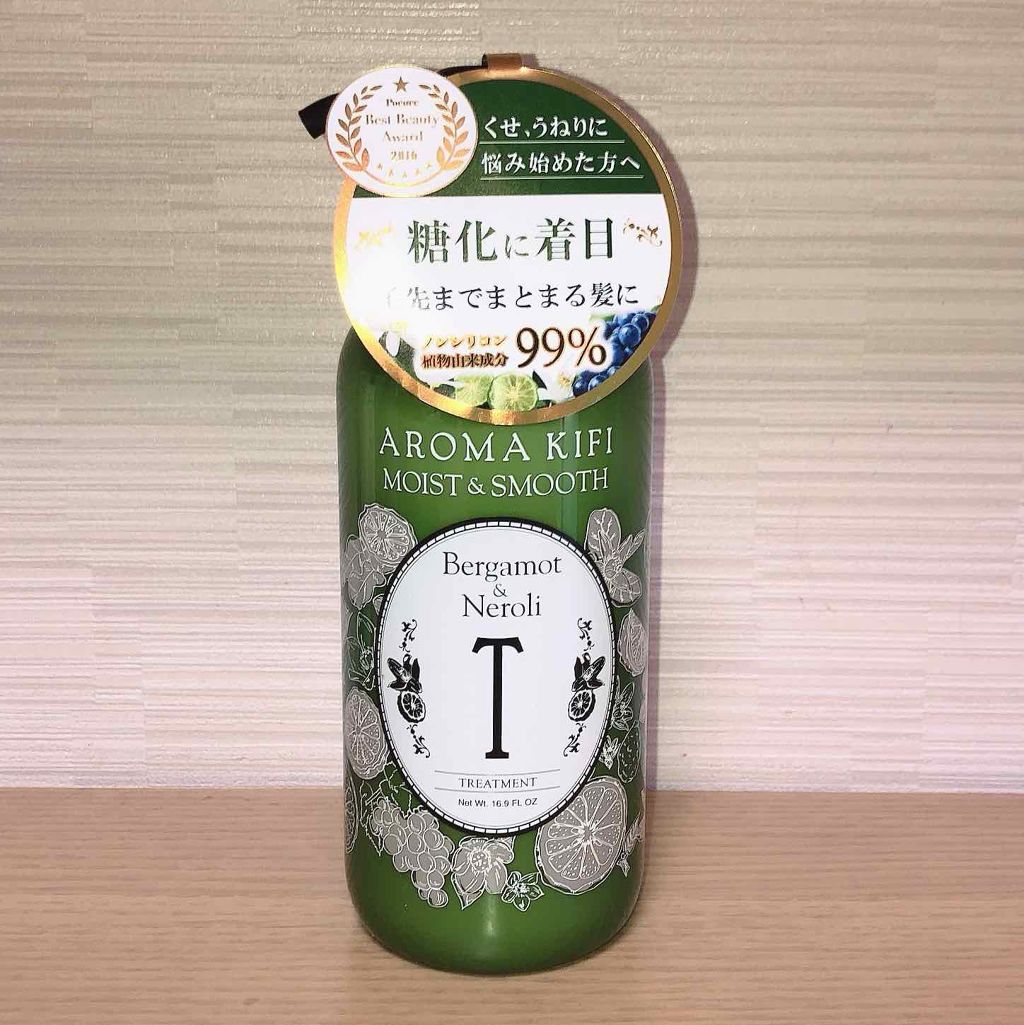 Pococe
Best Beauty
Award
2016
くせ、うねりに
悩み始めた方へ
糖化に着目
先までまとまる髪に
ノンシリコン
植物由来成分 99%
AROMA KIFI
MOIST & SMOOTH
Bergamot
&
Neroli
T
TREATMENT
Net Wt. 16.9 FL OZ